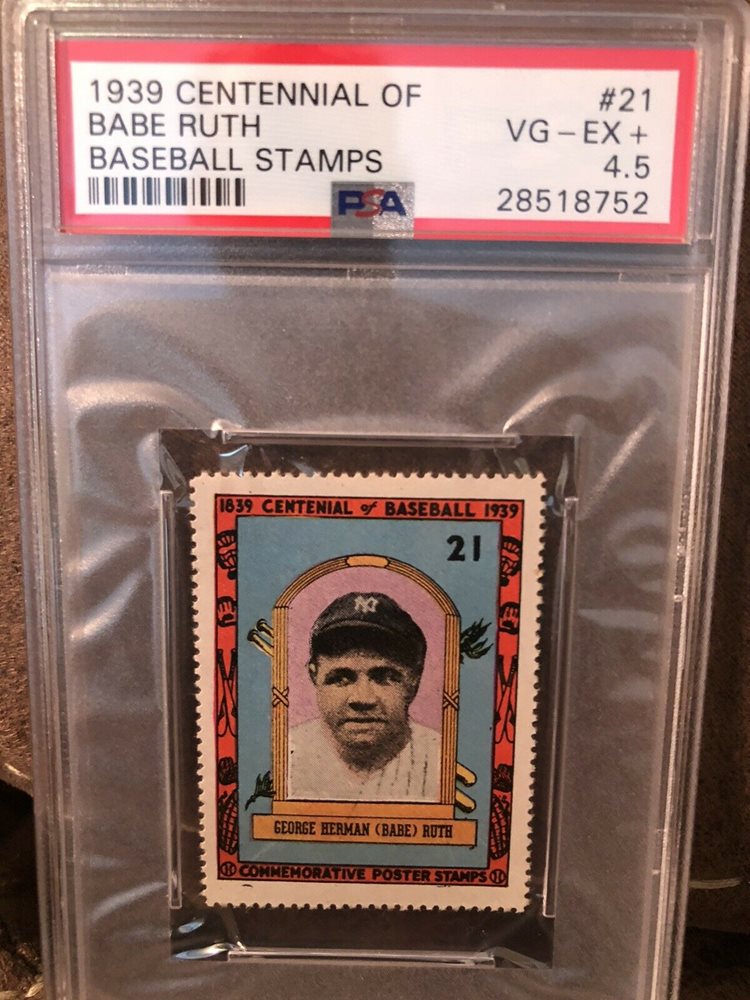 1939 CENTENNIAL OF #21
BABE RUTH VG-EX+
BASEBALL STAMPS 4.5
PSA 28518752
1839 CENTENIAL of BASEBALL 1939
21
NY
GEORGE HERMAN (BABE) RUTH
COMMEMORATIVE POSTER STAMPS